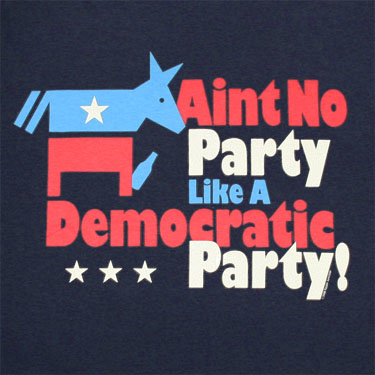 Aint No
Party
Like A
Democratic
Party!